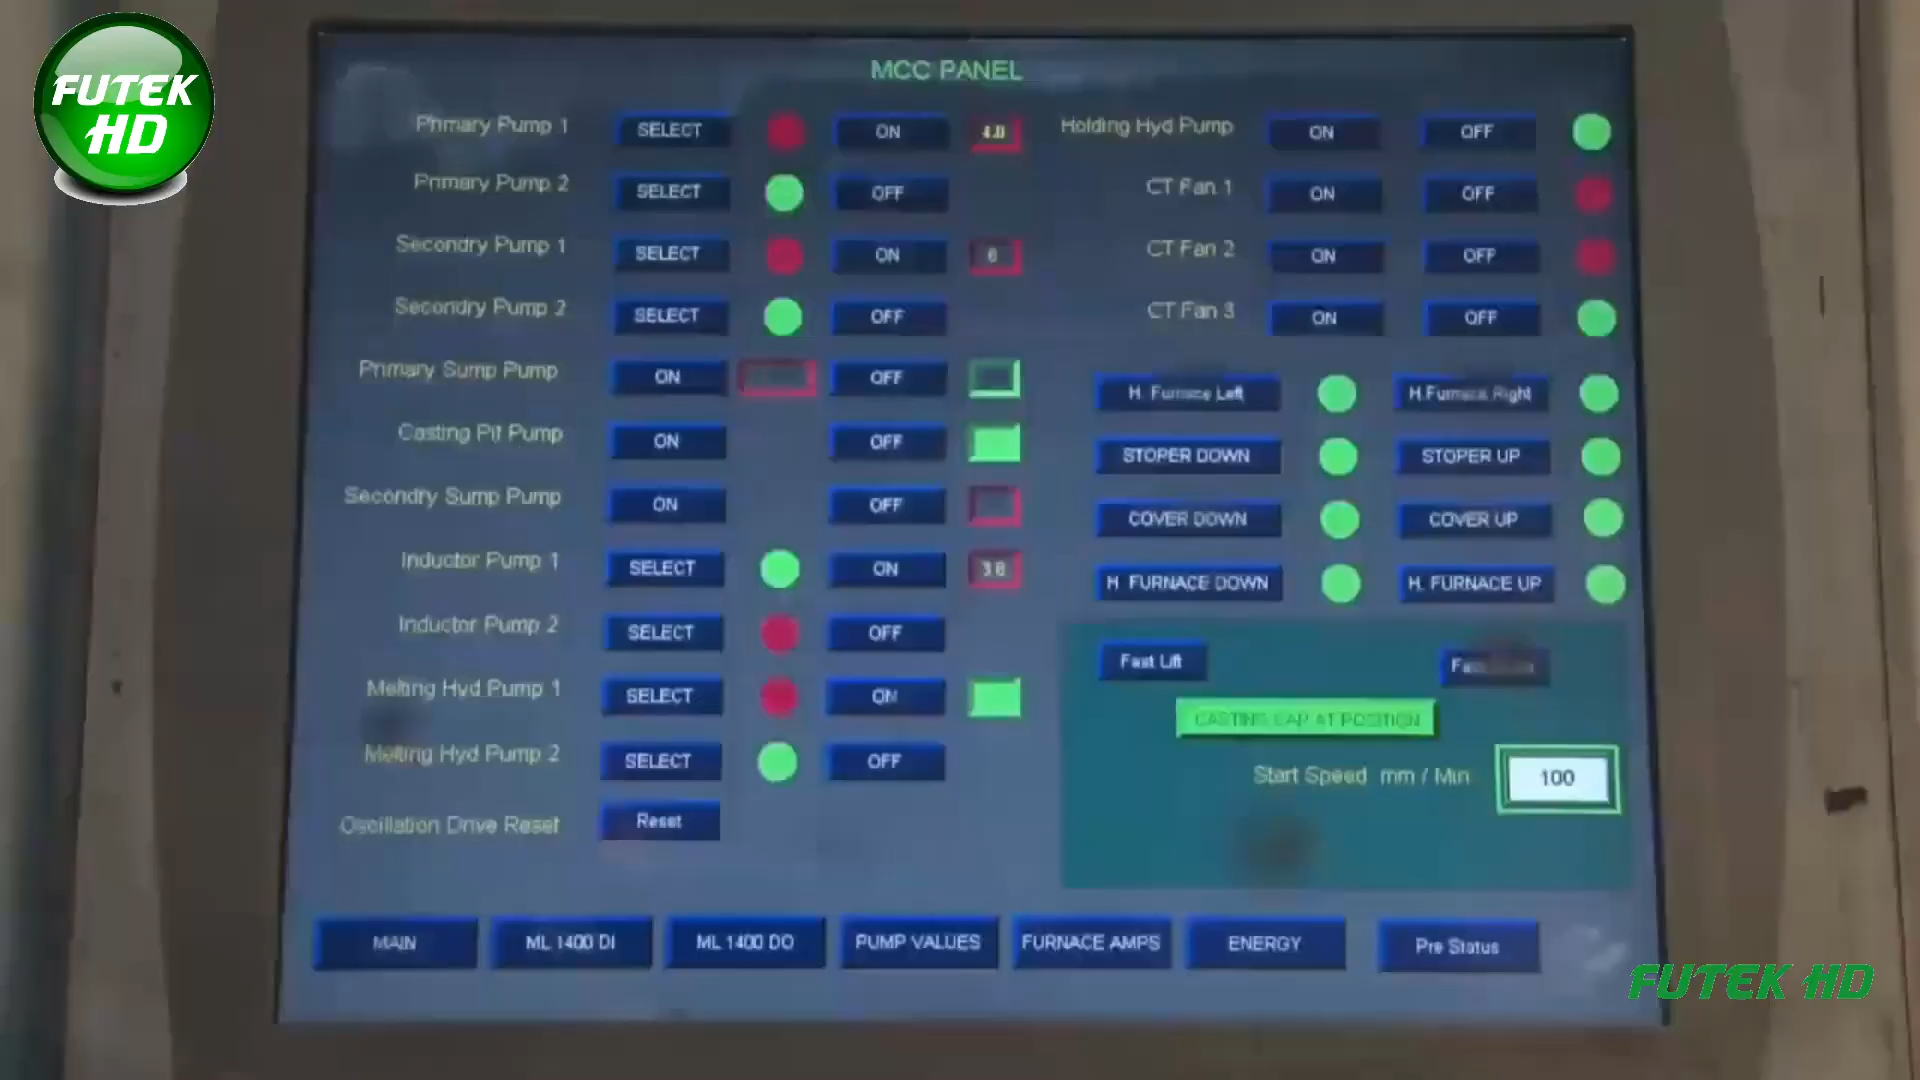 FUTEK
HD
MCC PANEL
Primary Pump 1 SELECT ON 4.0
Primary Pump 2 SELECT OFF
Secondry Pump 1 SELECT ON 6
Secondry Pump 2 SELECT OFF
Primary Sump Pump ON OFF
Casting Pit Pump ON OFF
Secondry Sump Pump ON OFF
Inductor Pump 1 SELECT ON
Inductor Pump 2 SELECT OFF
Melting Hyd Pump 1 SELECT ON
Melting Hyd Pump 2 SELECT OFF
Oscillation Drive Reset Reset
Holding Hyd Pump ON OFF
CT Fan 1 ON OFF
CT Fan 2 ON OFF
CT Fan 3 ON OFF
H. Furnace Left H.Furnace Right
STOPER DOWN STOPER UP
COVER DOWN COVER UP
H. FURNACE DOWN H. FURNACE UP
Fast Lift
CASTING CAR AT POSITION
Start Speed mm / Min 100
MAIN ML 1400 DI ML 1400 DO PUMP VALUES FURNACE AMPS ENERGY Pre Status
FUTEK HD